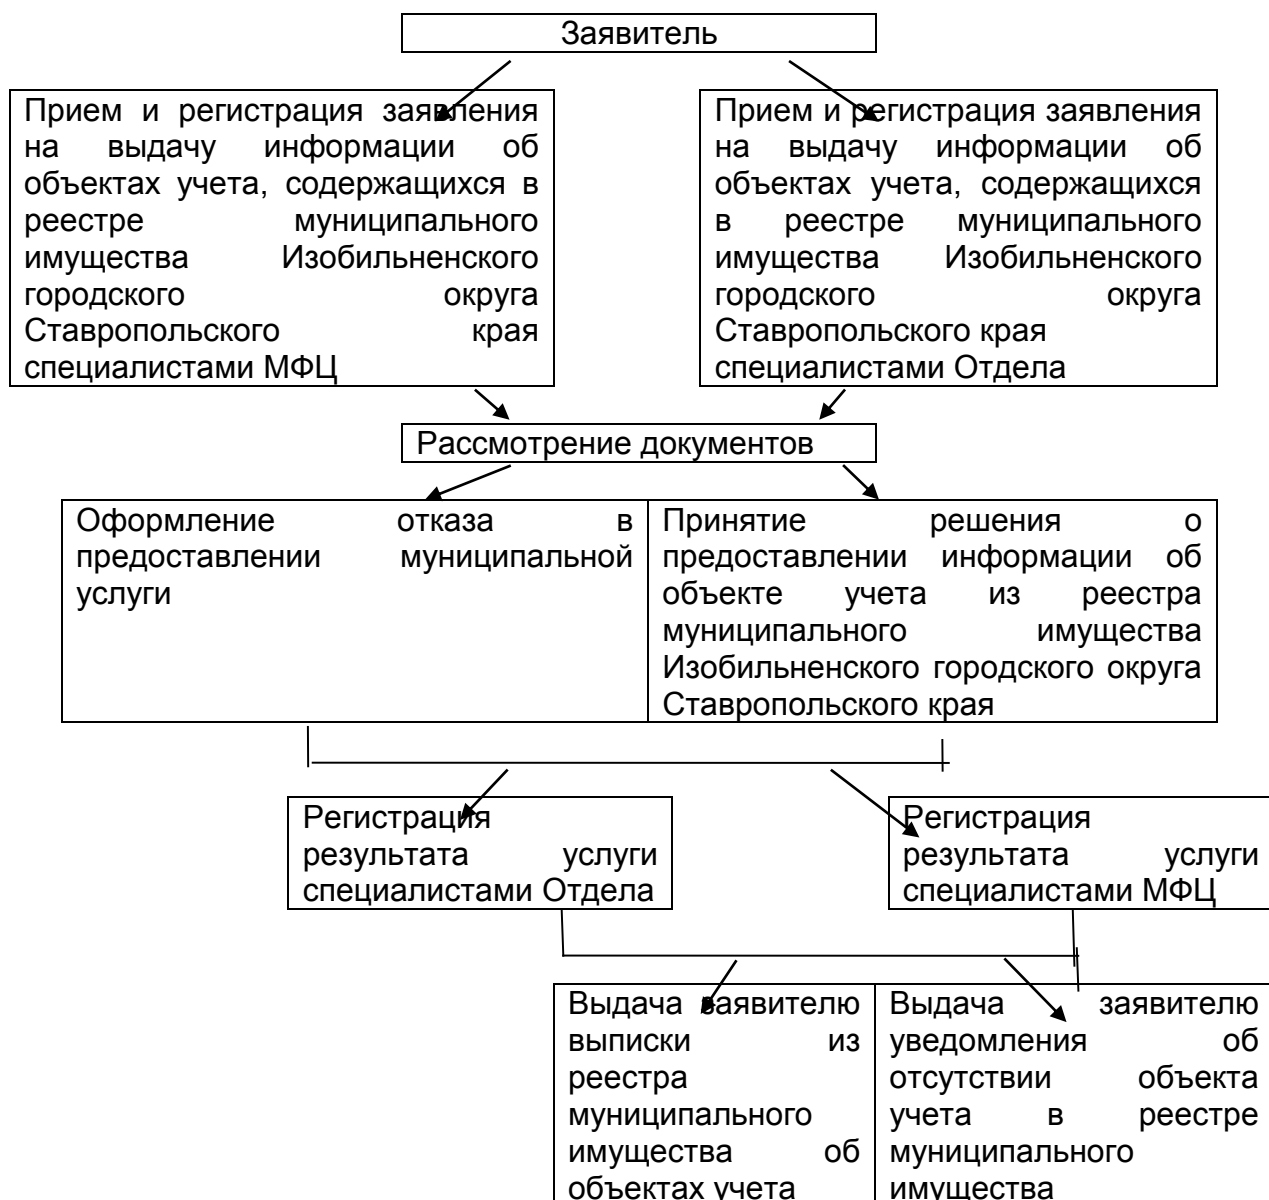 Заявитель
Прием и регистрация заявления
на выдачу информации об
объектах учета, содержащихся в
реестре муниципального
имущества Изобильненского
городского округа
Ставропольского края
специалистами МФЦ
Прием и регистрация заявления
на выдачу информации об
объектах учета, содержащихся
в реестре муниципального
имущества Изобильненского
городского округа
Ставропольского края
специалистами Отдела
Рассмотрение документов
Оформление отказа в
предоставлении муниципальной
услуги
Принятие решения о
предоставлении информации об
объекте учета из реестра
муниципального имущества
Изобильненского городского округа
Ставропольского края
Регистрация
результата услуги
специалистами Отдела
Регистрация
результата услуги
специалистами МФЦ
Выдача заявителю
выписки из
реестра
муниципального
имущества об
объектах учета
Выдача заявителю
уведомления об
отсутствии объекта
учета в реестре
муниципального
имущества